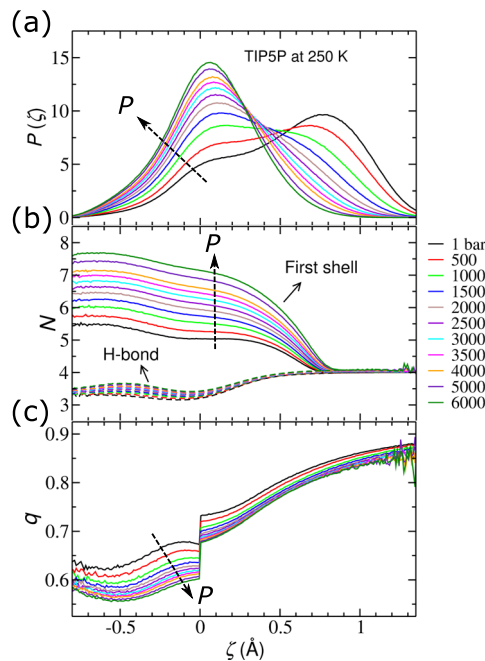 (a)
TIP5P at 250 K
15
10
5
0
P (ζ)
P
(b)
8
7
6
5
4
3
N
P
First shell
H-bond
1 bar
500
1000
1500
2000
2500
3000
3500
4000
5000
6000
(c)
0.9
0.8
0.7
0.6
q
P
-0.5 0 0.5 1
ζ (Å)